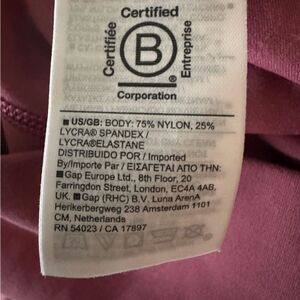 Certified
Certifiée
B
®
Entreprise
Corporation
■ US/GB: BODY: 75% NYLON, 25%
LYCRA® SPANDEX /
LYCRA®ELASTANE
DISTRIBUIDO POR / Imported
By/Importe Par / ΕΙΣΑΓΕΤΑΙ ΑΠΟ ΤΗΝ:
■ Gap Europe Ltd., 8th Floor, 20
Farringdon Street, London, EC4A 4AB,
UK. ■ Gap (RHC) B.V. Luna ArenA
Herikerbergweg 238 Amsterdam 1101
CM, Netherlands
RN 54023 / CA 17897